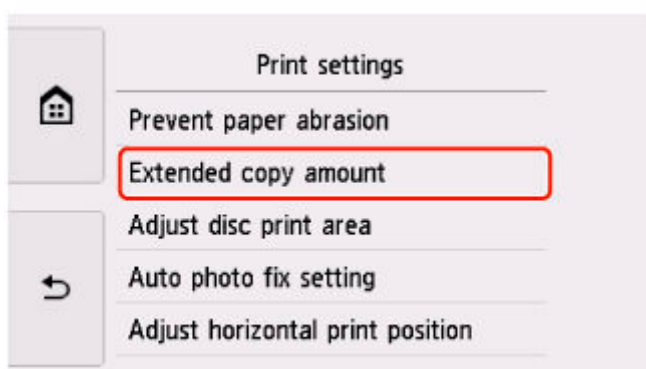 Print settings
Prevent paper abrasion
Extended copy amount
Adjust disc print area
Auto photo fix setting
Adjust horizontal print position